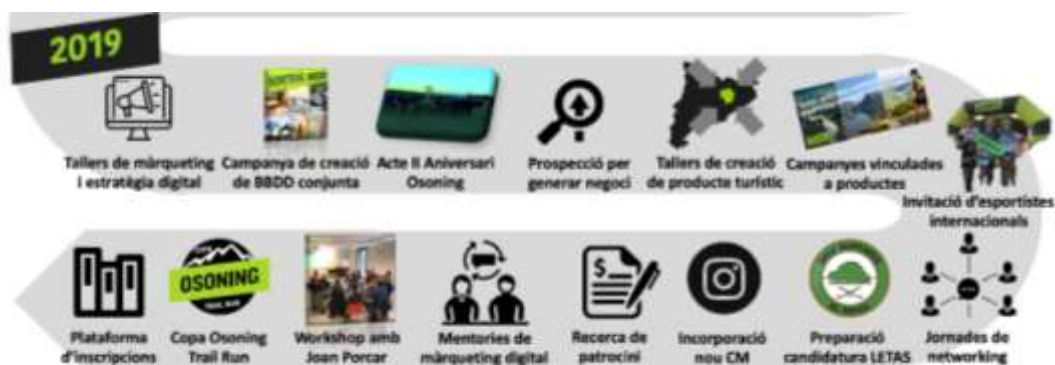 2019
Tallers de màrqueting
i estratègia digital
Campanya de creació
de BBDD conjunta
Acte II Aniversari
Osoning
Prospecció per
generar negoci
Tallers de creació
de producte turístic
Campanyes vinculades
a productes
Invitació d'esportistes
internacionals
Plataforma
d'inscripcions
OSONING
TRAIL RUN
Copa Osoning
Trail Run
Workshop amb
Joan Porcar
Mentories de
màrqueting digital
$
Recerca de
patrocini
Incorporació
nou CM
Preparació
candidatura LETAS
Jornades de
networking